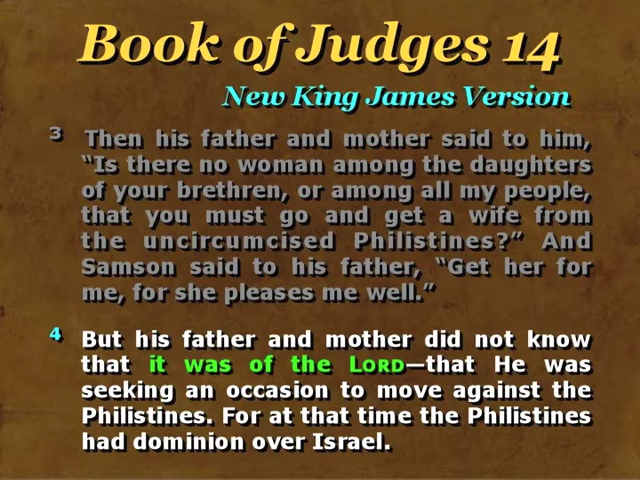 Book of Judges 14
New King James Version
3 Then his father and mother said to him,
“Is there no woman among the daughters
of your brethren, or among all my people,
that you must go and get a wife from
the uncircumcised Philistines?” And
Samson said to his father, “Get her for
me, for she pleases me well.”
4 But his father and mother did not know
that it was of the LORD—that He was
seeking an occasion to move against the
Philistines. For at that time the Philistines
had dominion over Israel.